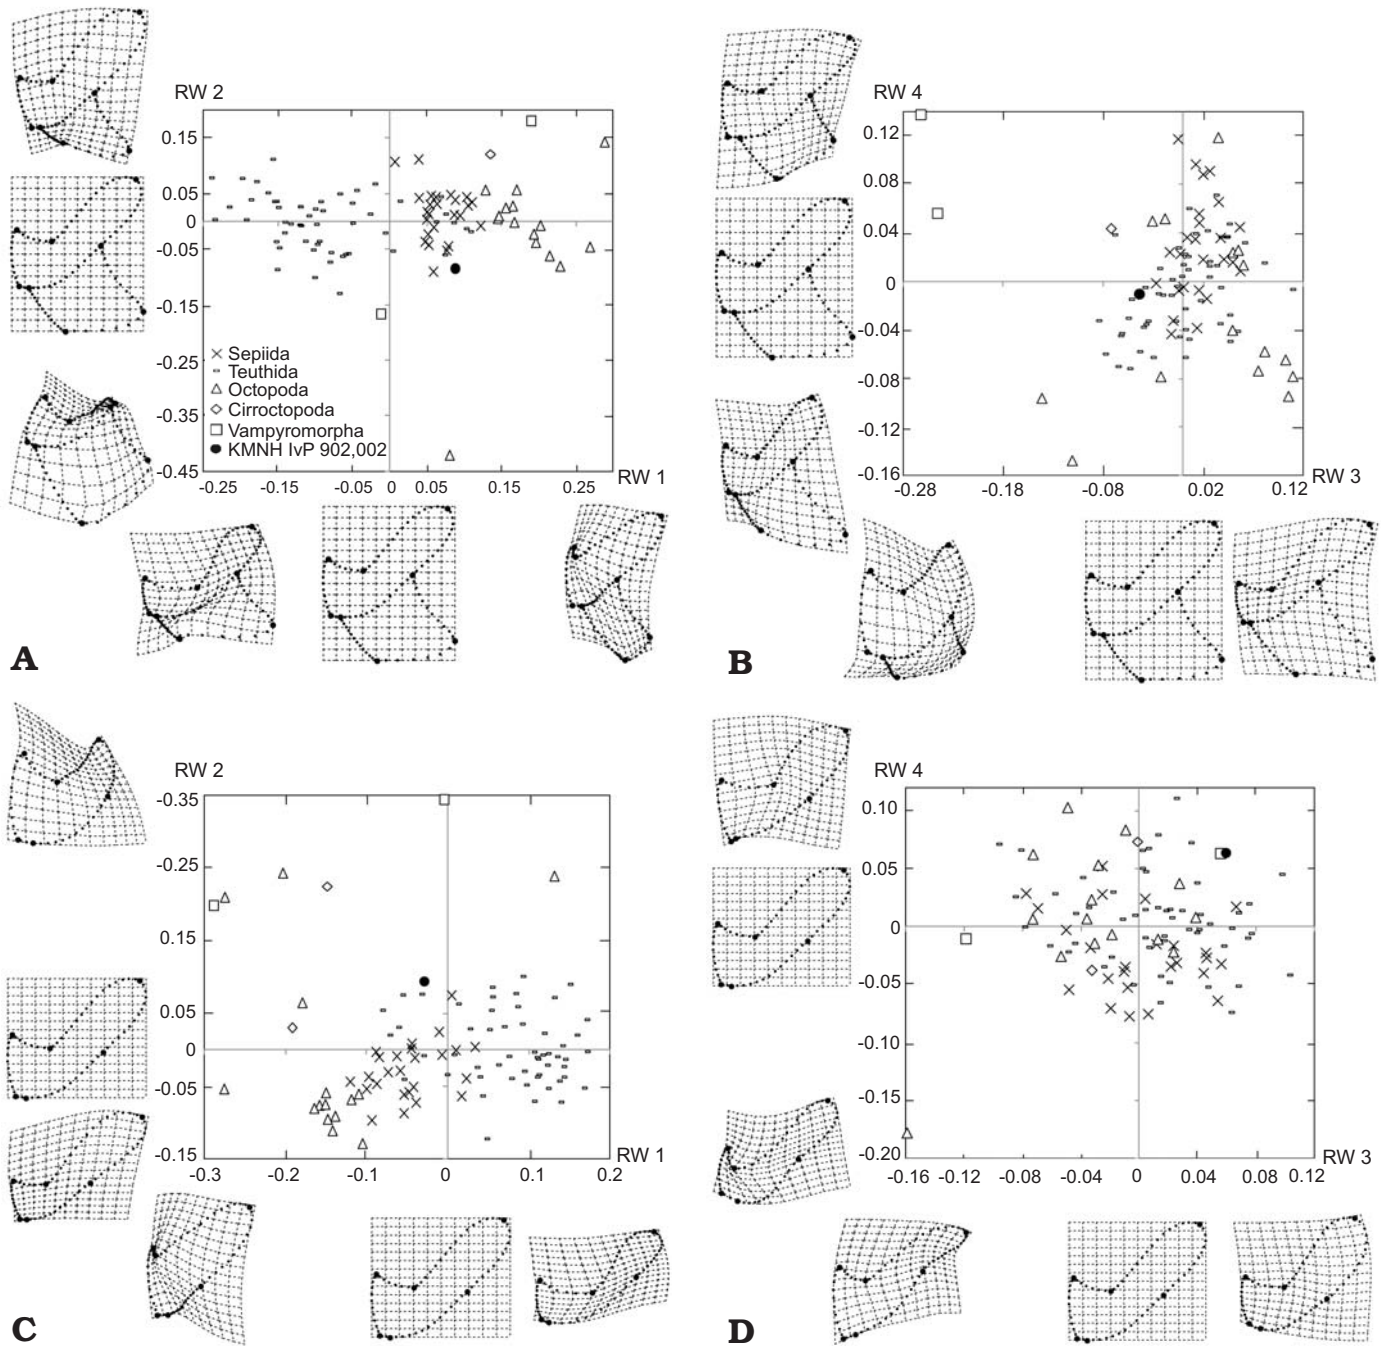 RW 2
0.15
0.05
0
-0.05
-0.15
-0.25
-0.35
-0.45
Sepiida
Teuthida
Octopoda
Cirroctopoda
Vampyromorpha
KMNH IvP 902,002
-0.25 -0.15 -0.05 0 0.05 0.15 0.25
RW 1
A
RW 4
0.12
0.08
0.04
0
-0.04
-0.08
-0.12
-0.16
-0.28 -0.18 -0.08 0.02 0.12
RW 3
B
RW 2
-0.35
-0.25
0.15
0.05
0
-0.05
-0.15
RW 1
-0.3 -0.2 -0.1 0 0.1 0.2
C
RW 4
0.10
0.05
0
-0.05
-0.10
-0.15
-0.20
RW 3
-0.16 -0.12 -0.08 -0.04 0 0.04 0.08 0.12
D